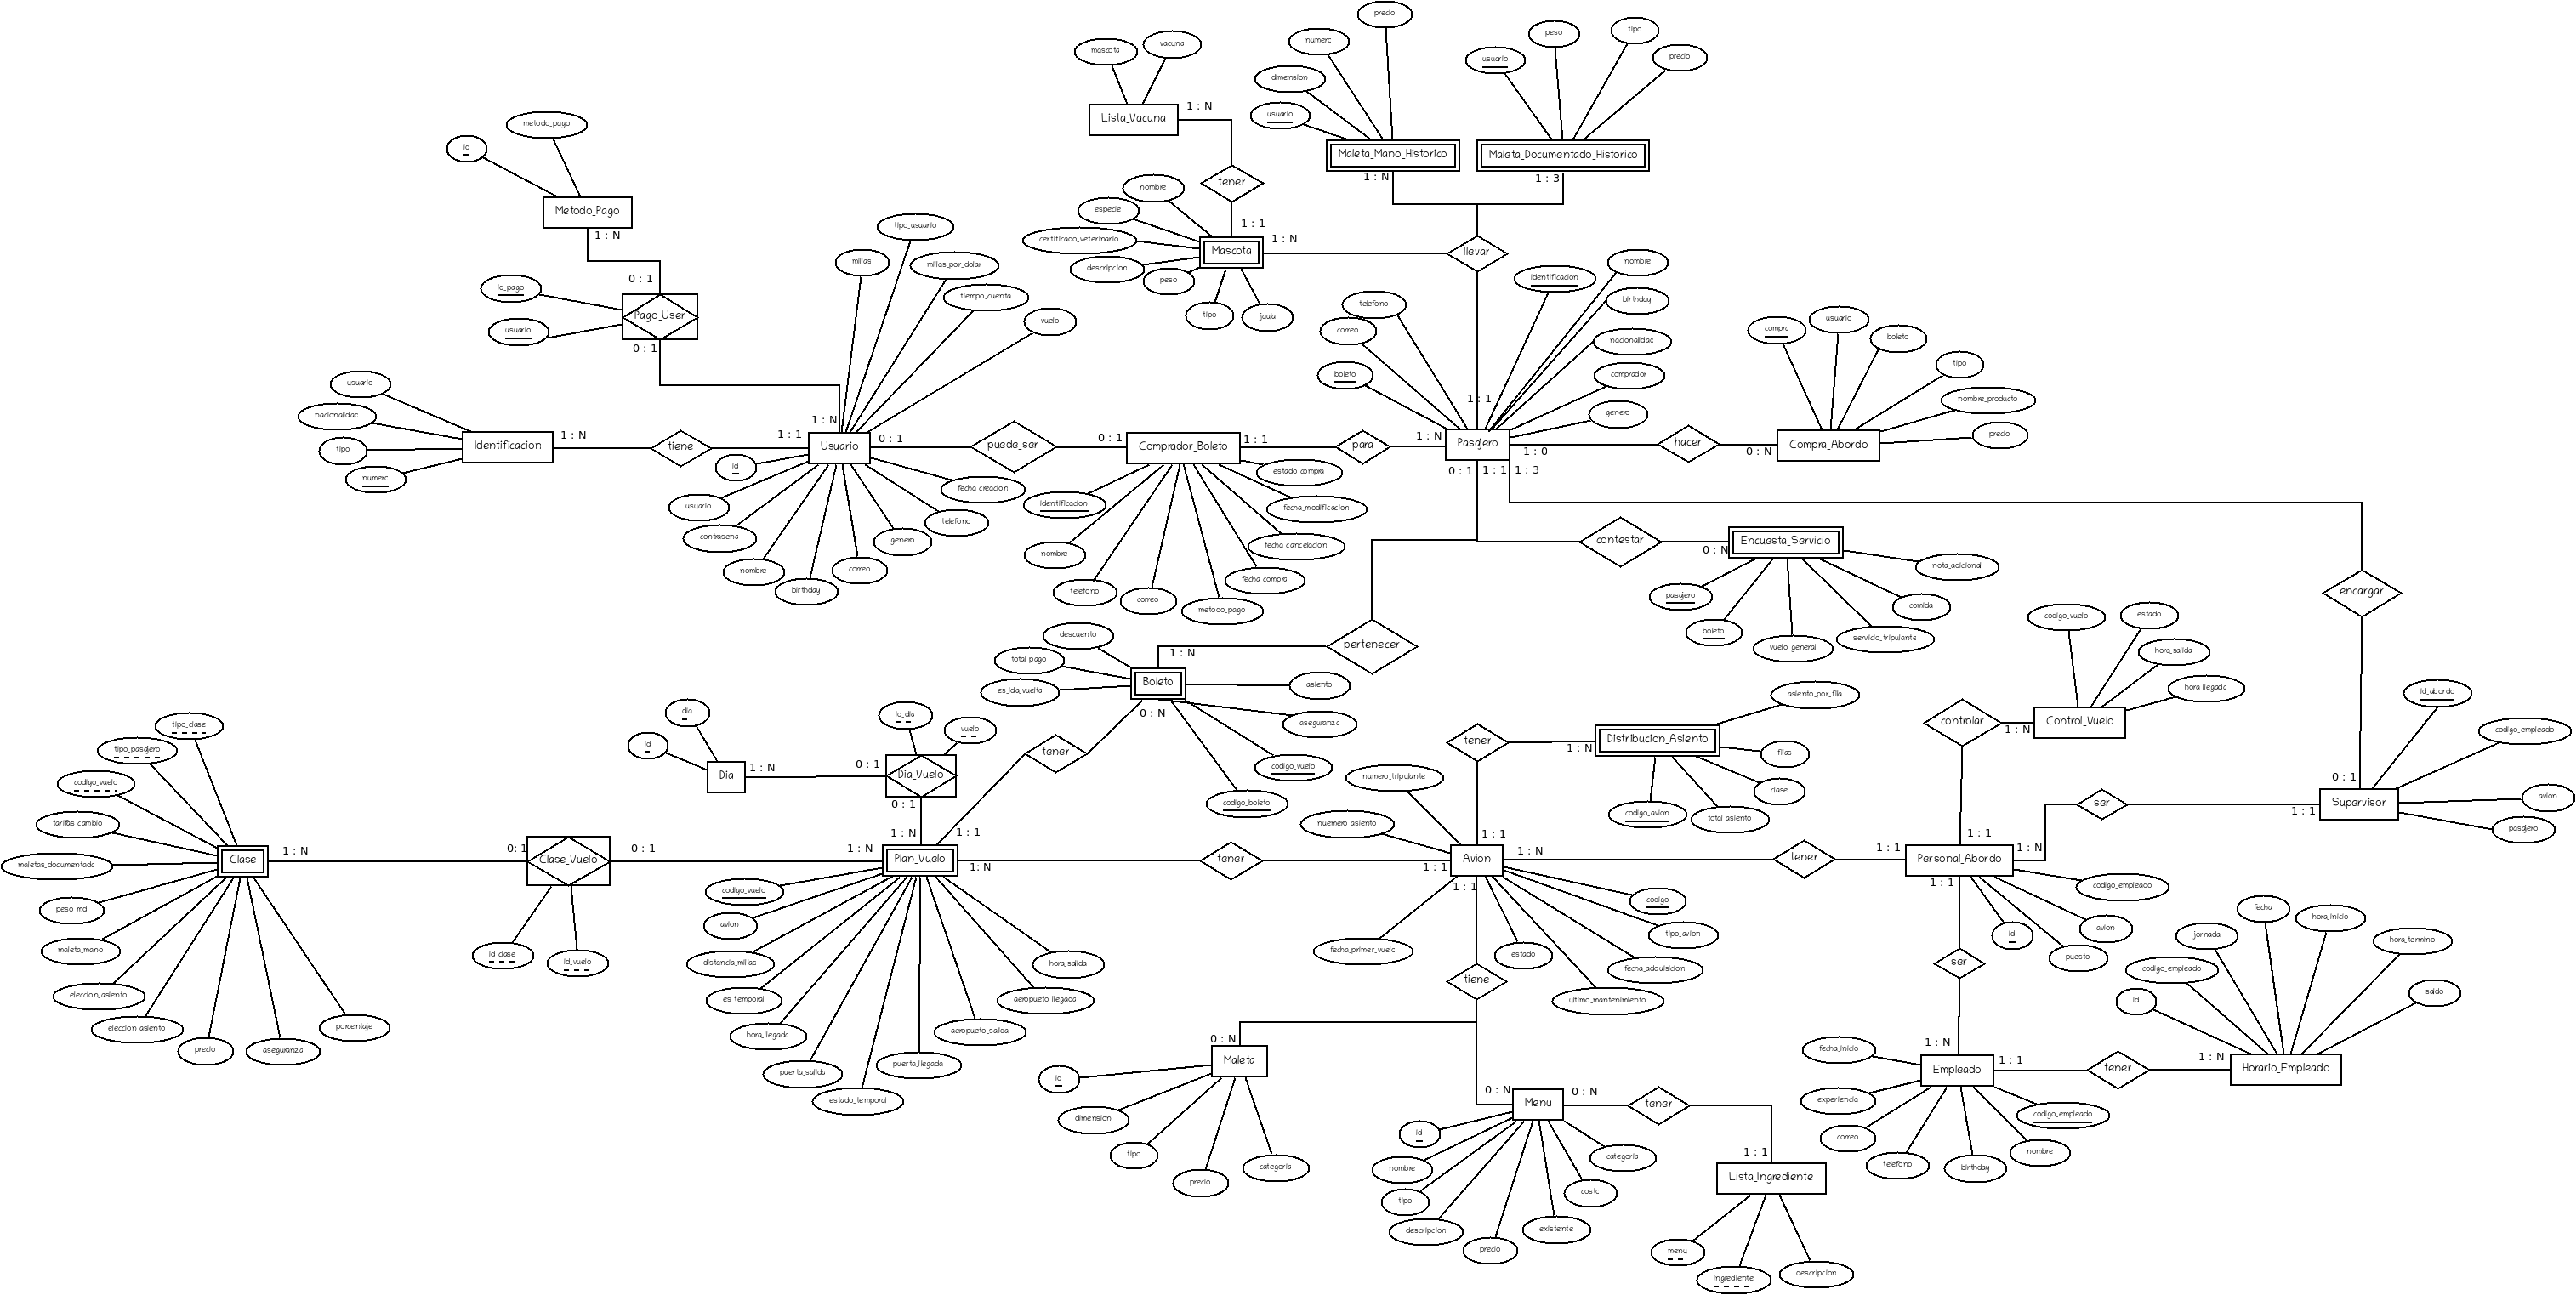 precio
mascota
vacuna
numero
peso
tipo
usuario
precio
dimension
usuario
Lista_Vacuna
1 : N
Maleta_Mano_Historico
Maleta_Documentado_Historico
1 : N
1 : 3
metodo_pago
id
Metodo_Pago
1 : N
tener
nombre
especie
certificado_veterinario
descripcion
peso
tipo
jaula
1 : 1
Mascota
1 : N
llevar
0 : 1
id_pago
usuario
Pago_User
0 : 1
millas
tipo_usuario
millas_por_dolar
tiempo_cuenta
vuelo
telefono
correo
boleto
identificacion
nombre
birthday
nacionalidad
comprador
genero
1 : 1
compra
usuario
boleto
tipo
nombre_producto
precio
usuario
nacionalidac
tipo
numerc
Identificacion
1 : N
tiene
1 : 1
1 : N
Usuario
0 : 1
puede_ser
0 : 1
Comprador_Boleto
1 : 1
para
1 : N
Pasajero
1 : 0
hacer
0 : N
Compra_Abordo
0 : 1
1 : 1
1 : 3
id
usuario
contrasena
nombre
birthday
correo
genero
telefono
fecha_creacion
identificacion
nombre
telefono
correo
metodo_pago
fecha_compra
fecha_cancelacion
fecha_modificacion
estado_compra
contestar
0 : N
Encuesta_Servicio
pasajero
boleto
vuelo_general
servicio_tripulante
comida
nota_adicional
encargar
pertenecer
1 : N
descuento
total_pago
es_ida_vuelta
Boleto
asiento
aseguranza
codigo_vuelo
codigo_boleto
0 : N
tener
codigo_vuelo
estado
hora_salida
hora_llegada
controlar
1 : N
Control_Vuelo
id_abordo
codigo_empleado
avion
pasajero
0 : 1
Supervisor
1 : 1
ser
asiento_por_fila
Distribucion_Asiento
filas
clase
total_asiento
codigo_avion
tener
1 : N
dia
id
Dia
1 : N
0 : 1
id_dia
vuelo
Dia_Vuelo
0 : 1
tipo_clase
tipo_pasajero
codigo_vuelo
tarifas_cambio
maletas_documentada
peso_md
maleta_mano
eleccion_asiento
eleccion_asiento
precio
aseguranza
porcentaje
Clase
1 : N
0 : 1
Clase_Vuelo
0 : 1
id_clase
id_vuelo
1 : N
1 : N
1 : 1
Plan_Vuelo
1 : N
codigo_vuelo
avion
distancia_millas
es_temporal
hora_llegada
puerta_salida
estado_temporal
puerta_llegada
aeropueto_salida
aeropueto_llegada
hora_salida
tener
numero_tripulante
nuemero_asiento
1 : 1
Avion
1 : 1
1 : 1
1 : N
codigo
tipo_avion
fecha_adquisicion
ultimo_mantenimiento
estado
fecha_primer_vuelc
tener
1 : 1
1 : 1
Personal_Abordo
1 : N
1 : 1
codigo_empleado
avion
puesto
id
tiene
ser
fecha
hora_inicio
hora_termino
jornada
codigo_empleado
id
saldo
0 : N
Maleta
id
dimension
tipo
precio
categoria
0 : N
Menu
0 : N
tener
id
nombre
tipo
descripcion
precio
existente
costc
categoria
1 : 1
Lista_Ingrediente
menu
ingrediente
descripcion
1 : N
Empleado
1 : 1
tener
1 : N
Horario_Empleado
fecha_inicio
experiencia
correo
telefono
birthday
nombre
codigo_empleado